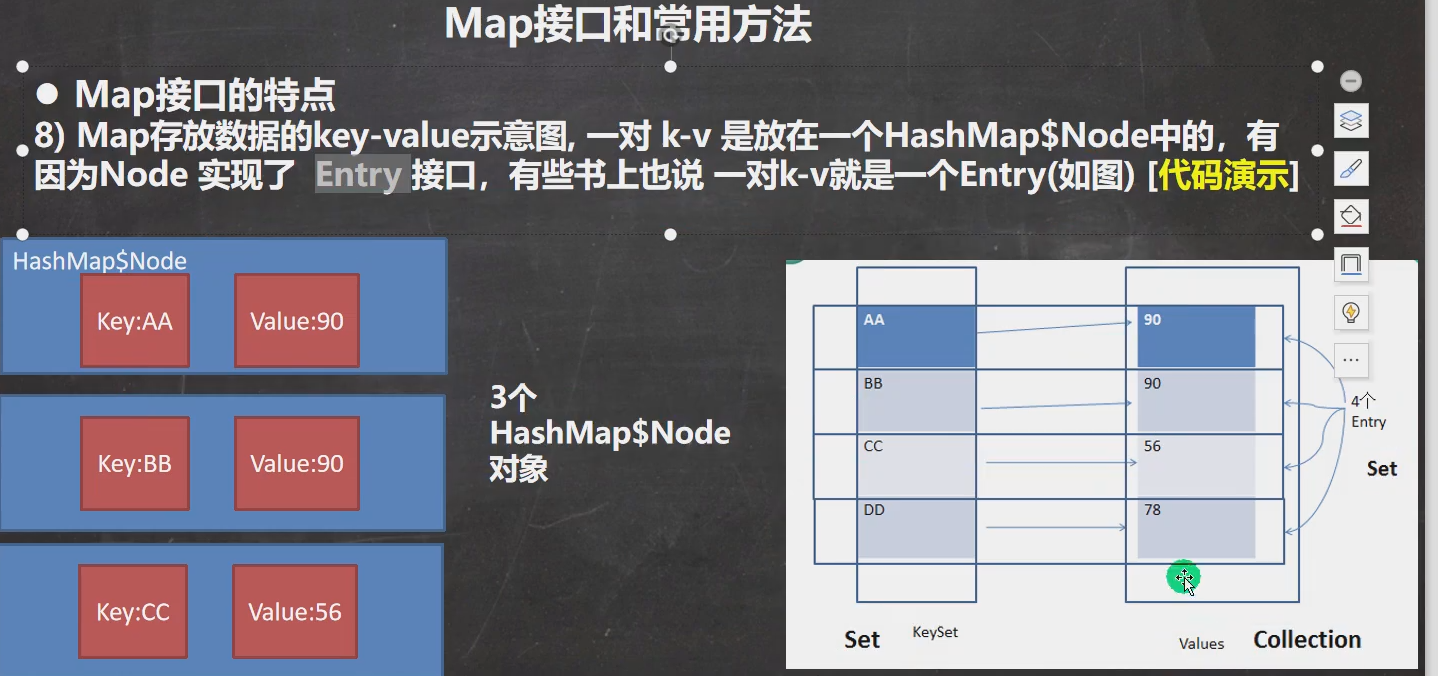 Map接口和常用方法
● Map接口的特点
8) Map存放数据的key-value示意图, 一对 k-v 是放在一个HashMap$Node中的，有
因为Node 实现了 Entry 接口，有些书上也说 一对k-v就是一个Entry(如图) [代码演示]
HashMap$Node
Key:AA Value:90
Key:BB Value:90
Key:CC Value:56
3个
HashMap$Node
对象
AA 90
BB 90
CC 56
DD 78
4个
Entry
Set
Set KeySet
Values Collection